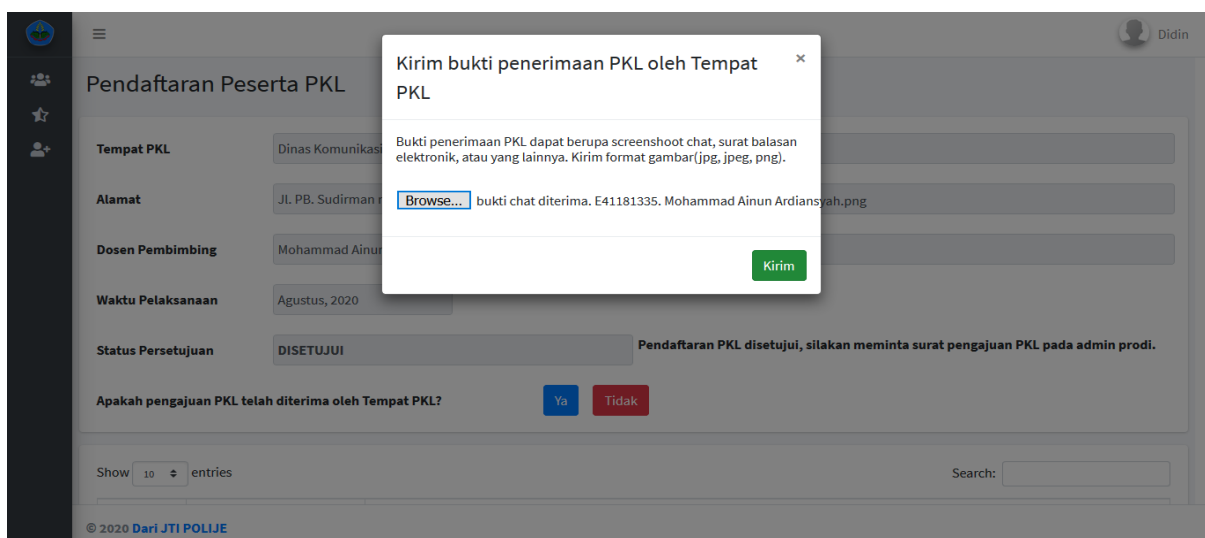 Didin
Pendaftaran Peserta PKL
Kirim bukti penerimaan PKL oleh Tempat
PKL
×
Bukti penerimaan PKL dapat berupa screenshoot chat, surat balasan
elektronik, atau yang lainnya. Kirim format gambar(jpg, jpeg, png).
Browse... bukti chat diterima. E41181335. Mohammad Ainun Ardiansyah.png
Kirim
Tempat PKL Dinas Komunikasi
Alamat Jl. PB. Sudirman
Dosen Pembimbing Mohammad Ainun
Waktu Pelaksanaan Agustus, 2020
Status Persetujuan DISETUJUI Pendaftaran PKL disetujui, silakan meminta surat pengajuan PKL pada admin prodi.
Apakah pengajuan PKL telah diterima oleh Tempat PKL? Ya Tidak
Show 10 entries Search:
© 2020 Dari JTI POLIJE